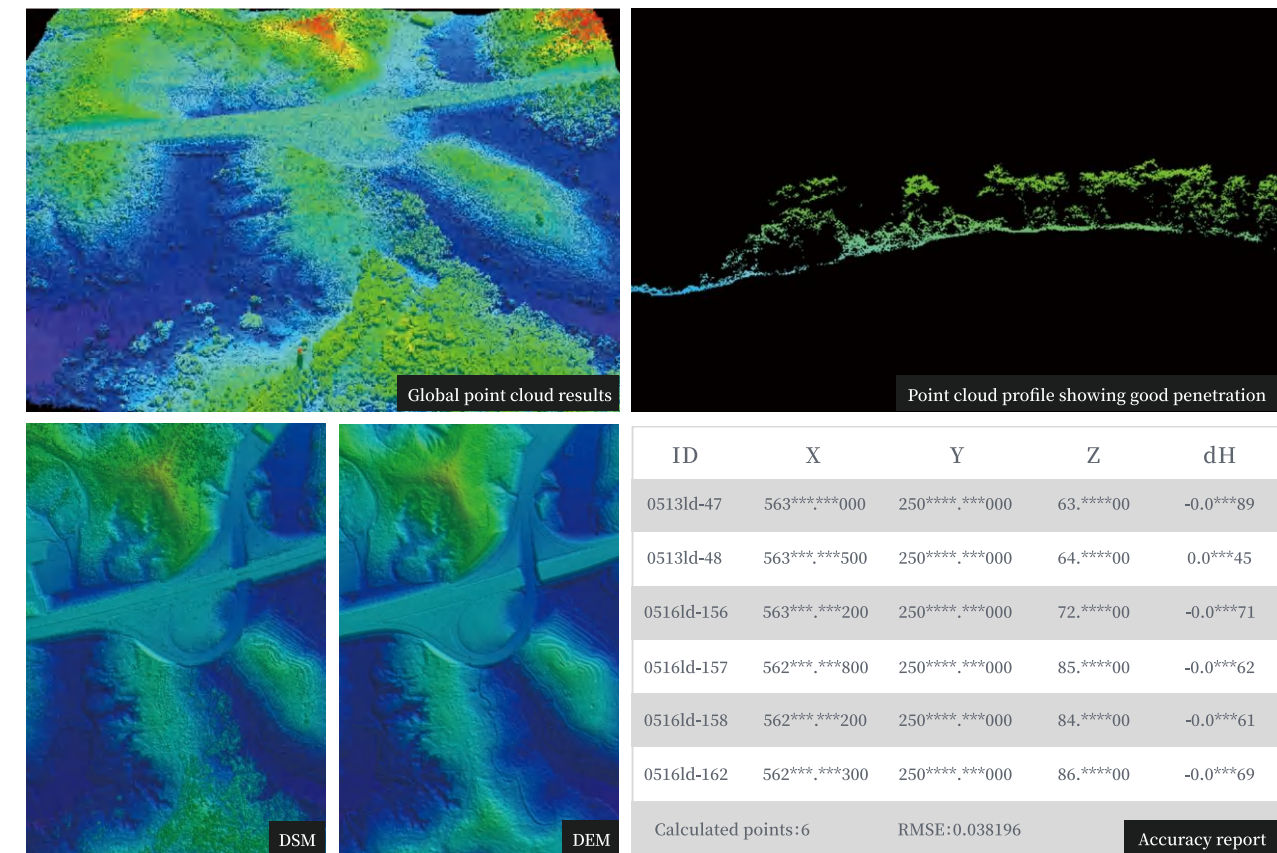 Global point cloud results
Point cloud profile showing good penetration
DSM
DEM
ID X Y Z dH
0513ld-47 563***.***000 250****.***000 63.****00 -0.0***89
0513ld-48 563***.***500 250****.***000 64.****00 0.0***45
0516ld-156 563***.***200 250****.***000 72.****00 -0.0***71
0516ld-157 562***.***800 250****.***000 85.****00 -0.0***62
0516ld-158 562***.***200 250****.***000 84.****00 -0.0***61
0516ld-162 562***.***300 250****.***000 86.****00 -0.0***69
Calculated points:6 RMSE:0.038196
Accuracy report